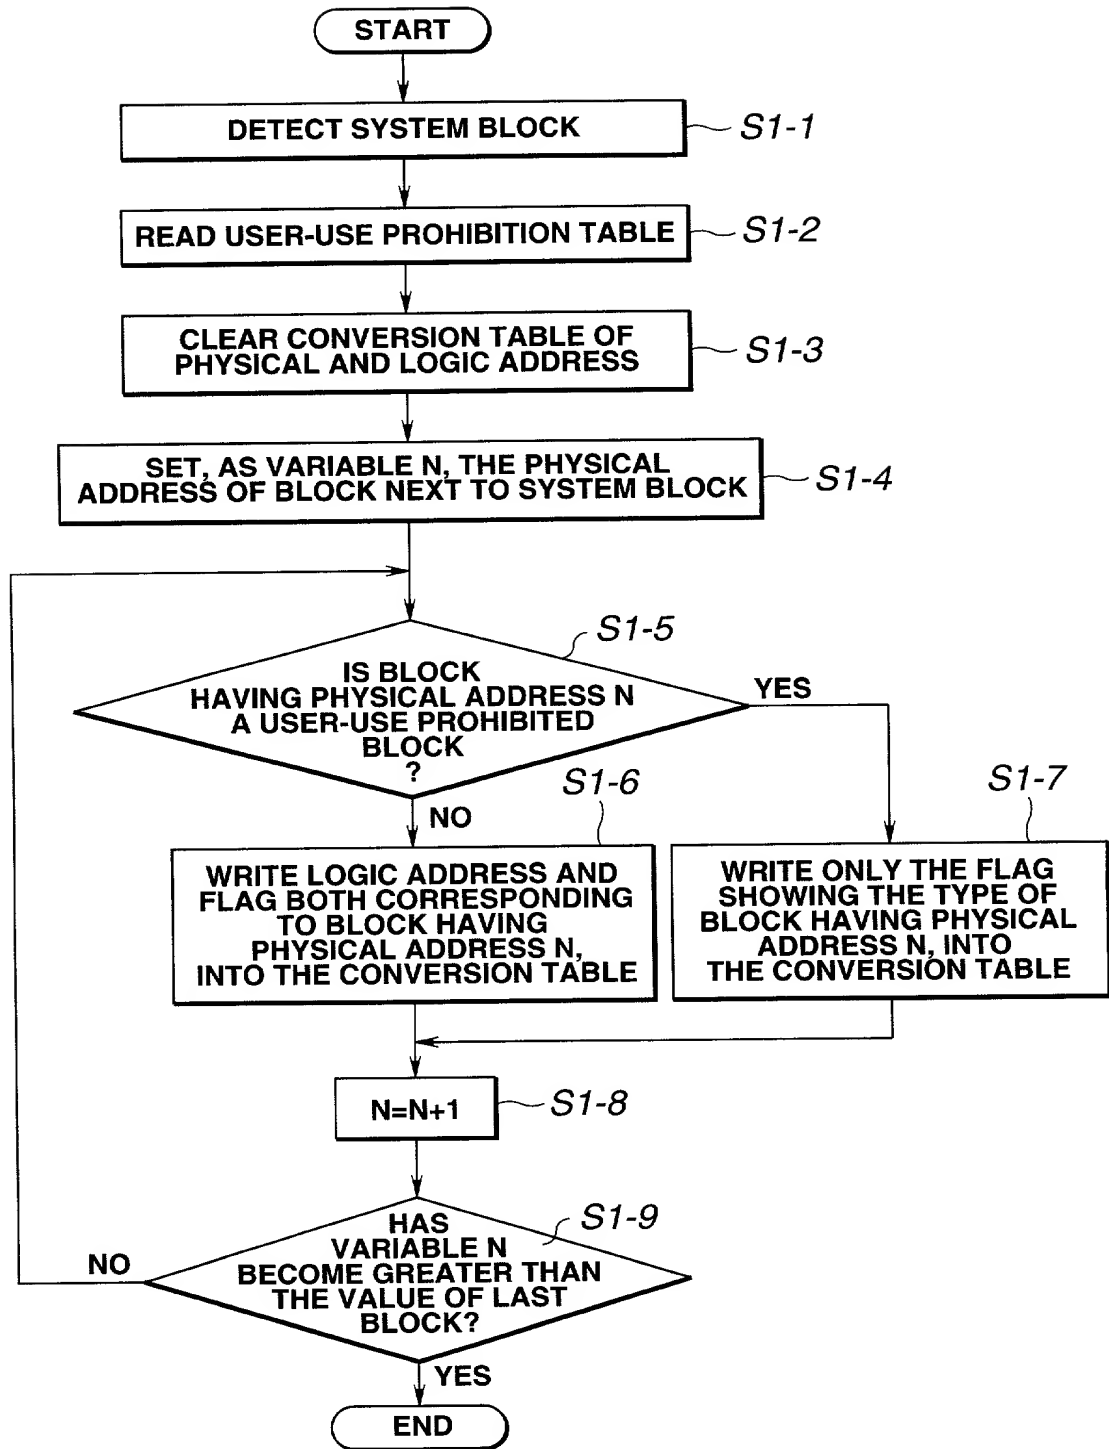 START
DETECT SYSTEM BLOCK
S1-1
READ USER-USE PROHIBITION TABLE
S1-2
CLEAR CONVERSION TABLE OF
PHYSICAL AND LOGIC ADDRESS
S1-3
SET, AS VARIABLE N, THE PHYSICAL
ADDRESS OF BLOCK NEXT TO SYSTEM BLOCK
S1-4
S1-5
IS BLOCK
HAVING PHYSICAL ADDRESS N
A USER-USE PROHIBITED
BLOCK
?
YES
NO
S1-6
WRITE LOGIC ADDRESS AND
FLAG BOTH CORRESPONDING
TO BLOCK HAVING
PHYSICAL ADDRESS N,
INTO THE CONVERSION TABLE
S1-7
WRITE ONLY THE FLAG
SHOWING THE TYPE OF
BLOCK HAVING PHYSICAL
ADDRESS N, INTO
THE CONVERSION TABLE
N=N+1
S1-8
S1-9
HAS
VARIABLE N
BECOME GREATER THAN
THE VALUE OF LAST
BLOCK?
NO
YES
END